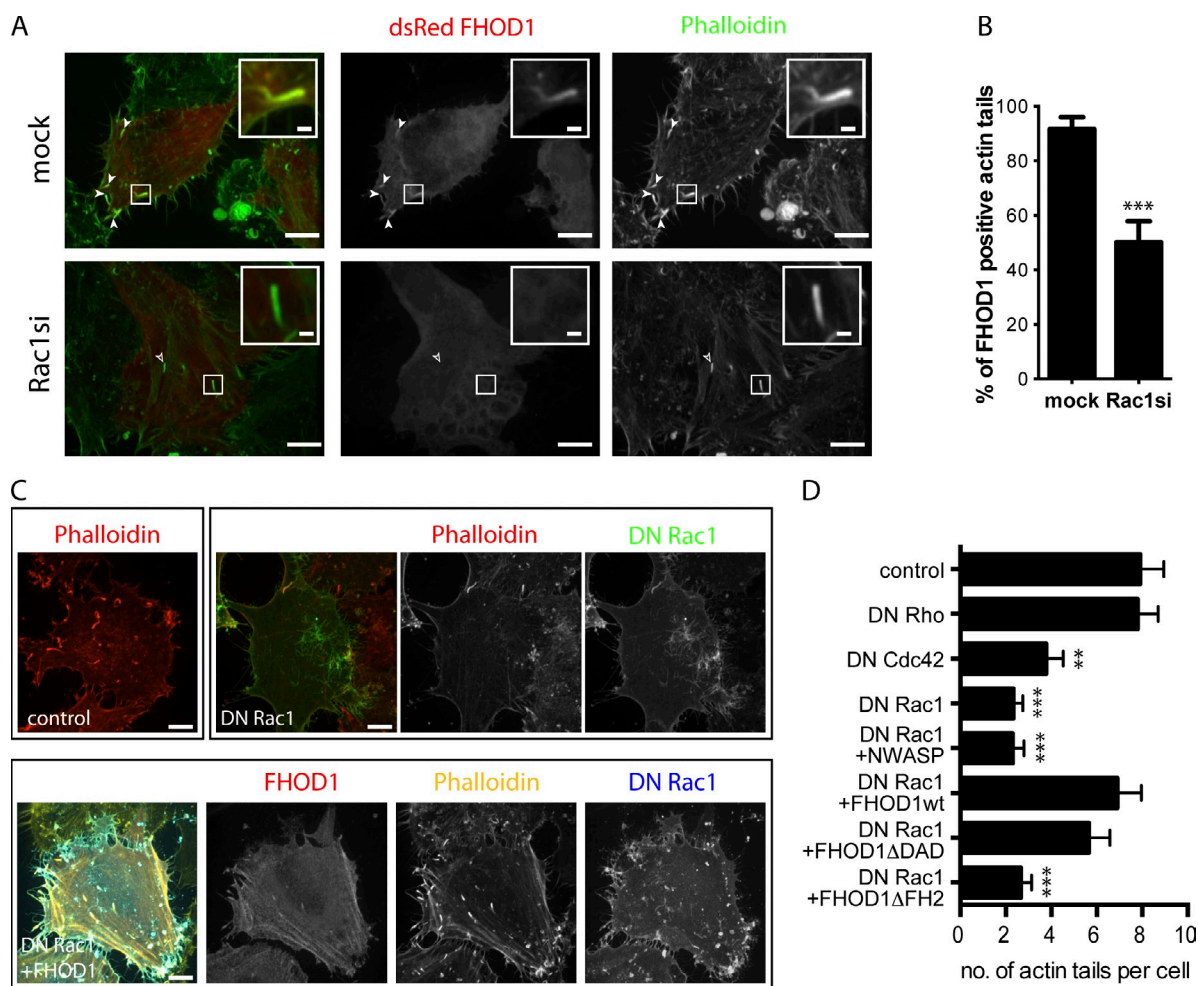 A
dsRed FHOD1
Phalloidin
mock
Rac1si
B
% of FHOD1 positive actin tails
100
80
60
40
20
0
***
mock
Rac1si
C
Phalloidin
control
Phalloidin
DN Rac1
DN Rac1
FHOD1
Phalloidin
DN Rac1
DN Rac1
+FHOD1
D
control
DN Rho
DN Cdc42
**
DN Rac1
***
DN Rac1
+NWASP
***
DN Rac1
+FHOD1wt
DN Rac1
+FHOD1ΔDAD
DN Rac1
+FHOD1ΔFH2
***
0 2 4 6 8 10
no. of actin tails per cell